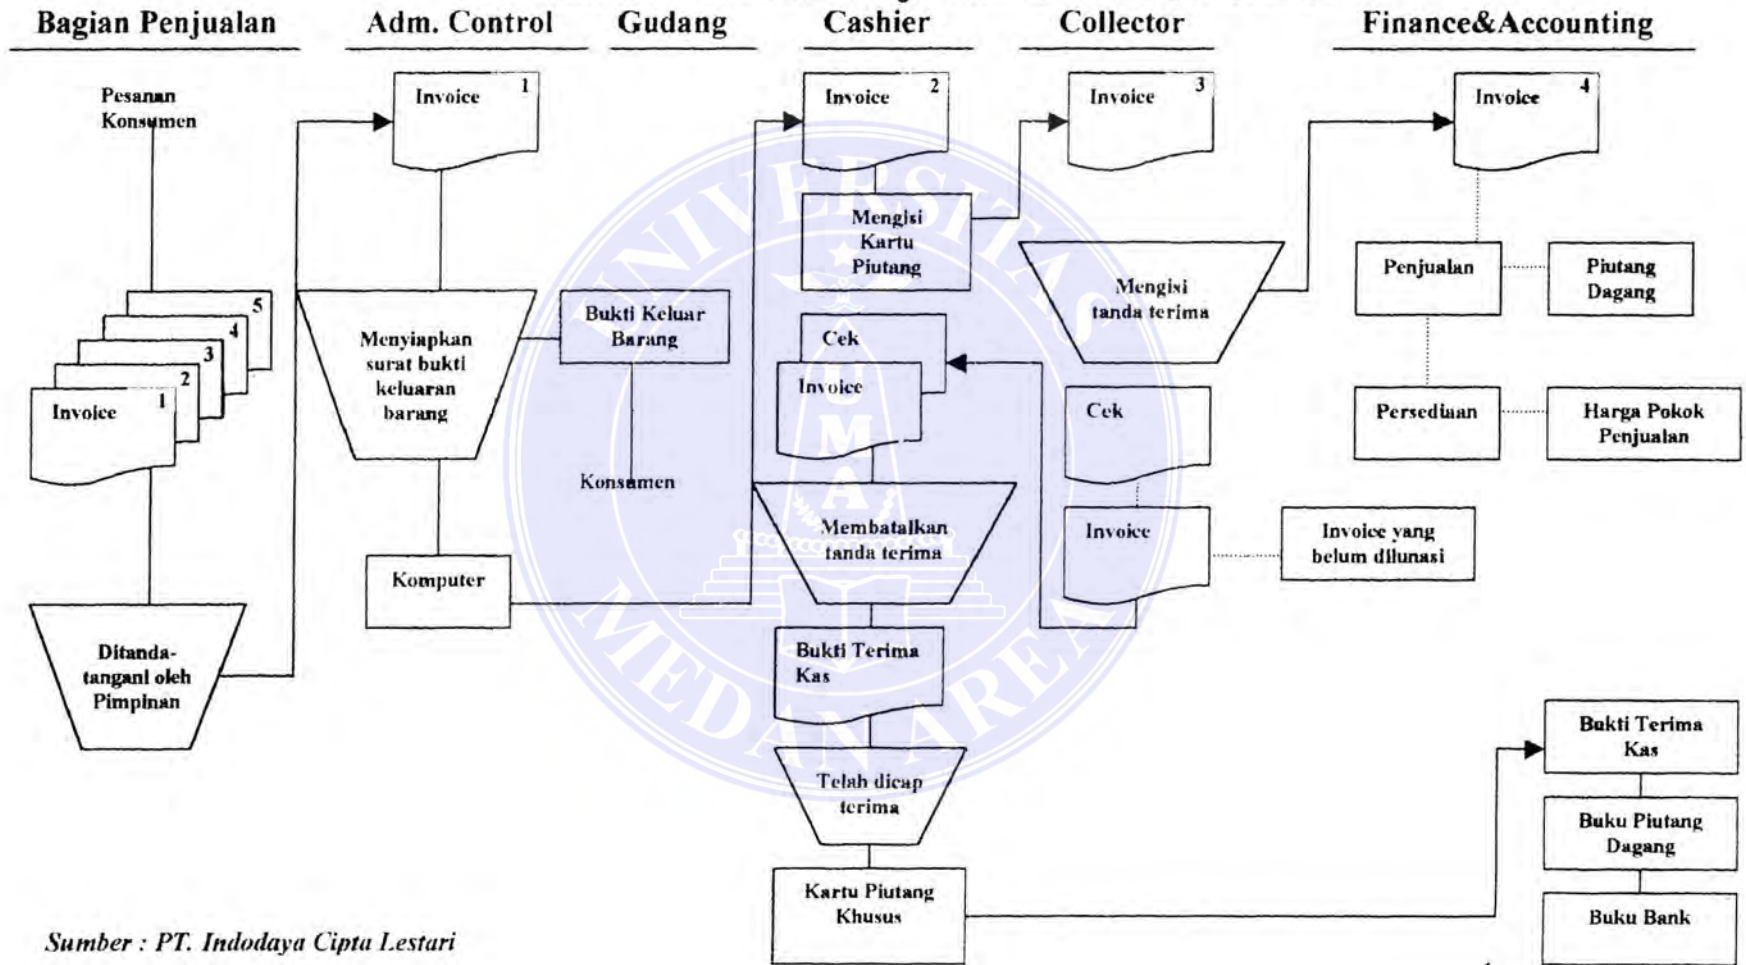 Bagian Penjualan
Adm. Control
Gudang
Cashier
Collector
Finance&Accounting
Pesanan
Konsumen
5
4
3
2
Invoice 1
Ditanda-
tangani oleh
Pimpinan
Invoice 1
Menyiapkan
surat bukti
keluaran
barang
Komputer
Bukti Keluar
Barang
Konsumen
Invoice 2
Mengisi
Kartu
Piutang
Cek
Invoice
Membatalkan
tanda terima
Bukti Terima
Kas
Telah dicap
terima
Kartu Piutang
Khusus
Invoice 3
Mengisi
tanda terima
Cek
Invoice
Invoice yang
belum dilunasi
Invoice 4
Penjualan
Piutang
Dagang
Persediaan
Harga Pokok
Penjualan
Bukti Terima
Kas
Buku Piutang
Dagang
Buku Bank
UNIVERSITAS
MEDAN AREA
UMA
Sumber : PT. Indodaya Cipta Lestari